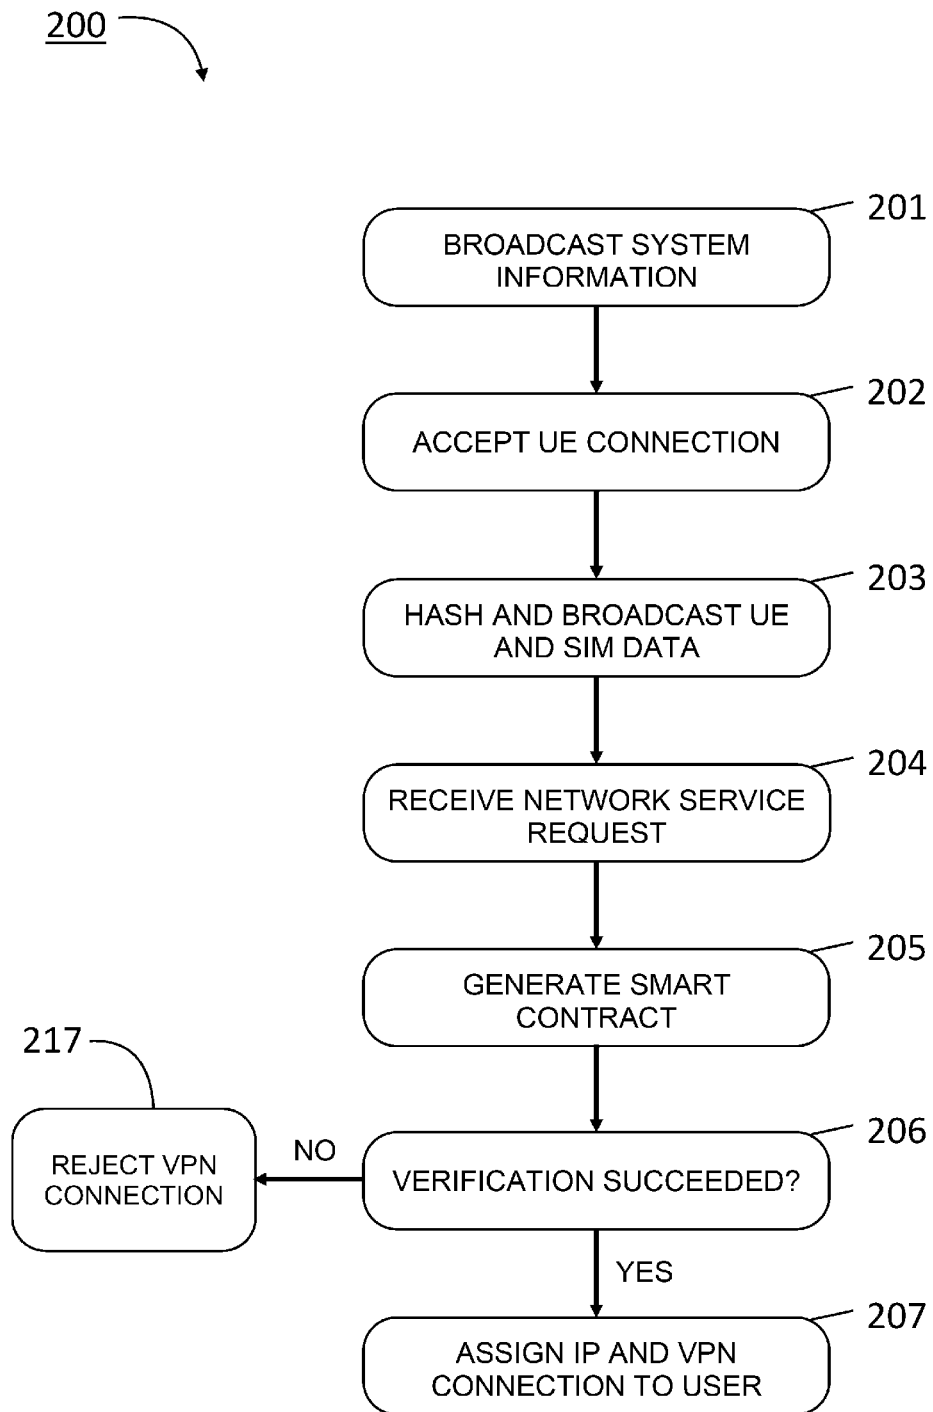 200
201
BROADCAST SYSTEM
INFORMATION
202
ACCEPT UE CONNECTION
203
HASH AND BROADCAST UE
AND SIM DATA
204
RECEIVE NETWORK SERVICE
REQUEST
205
GENERATE SMART
CONTRACT
217
REJECT VPN
CONNECTION
NO
206
VERIFICATION SUCCEEDED?
YES
207
ASSIGN IP AND VPN
CONNECTION TO USER